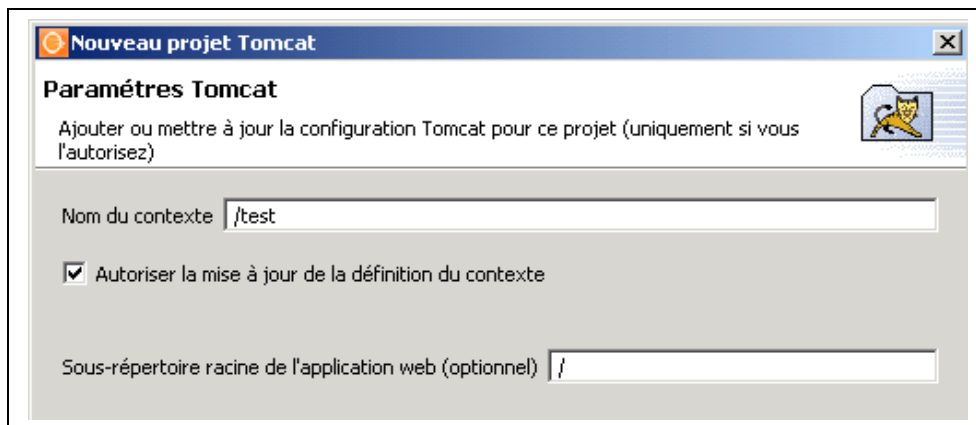 Nouveau projet Tomcat
Paramétres Tomcat
Ajouter ou mettre à jour la configuration Tomcat pour ce projet (uniquement si vous
l'autorisez)
Nom du contexte /test
Autoriser la mise à jour de la définition du contexte
Sous-répertoire racine de l'application web (optionnel) /